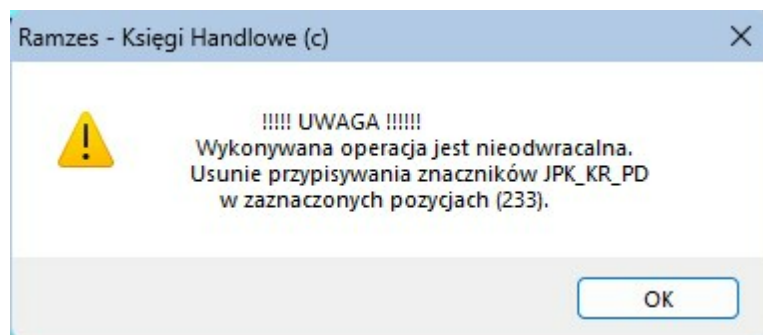 Ramzes - Księgi Handlowe (c)
!!!!! UWAGA !!!!!!
Wykonywana operacja jest nieodwracalna.
Usunie przypisywania znaczników JPK_KR_PD
w zaznaczonych pozycjach (233).
OK